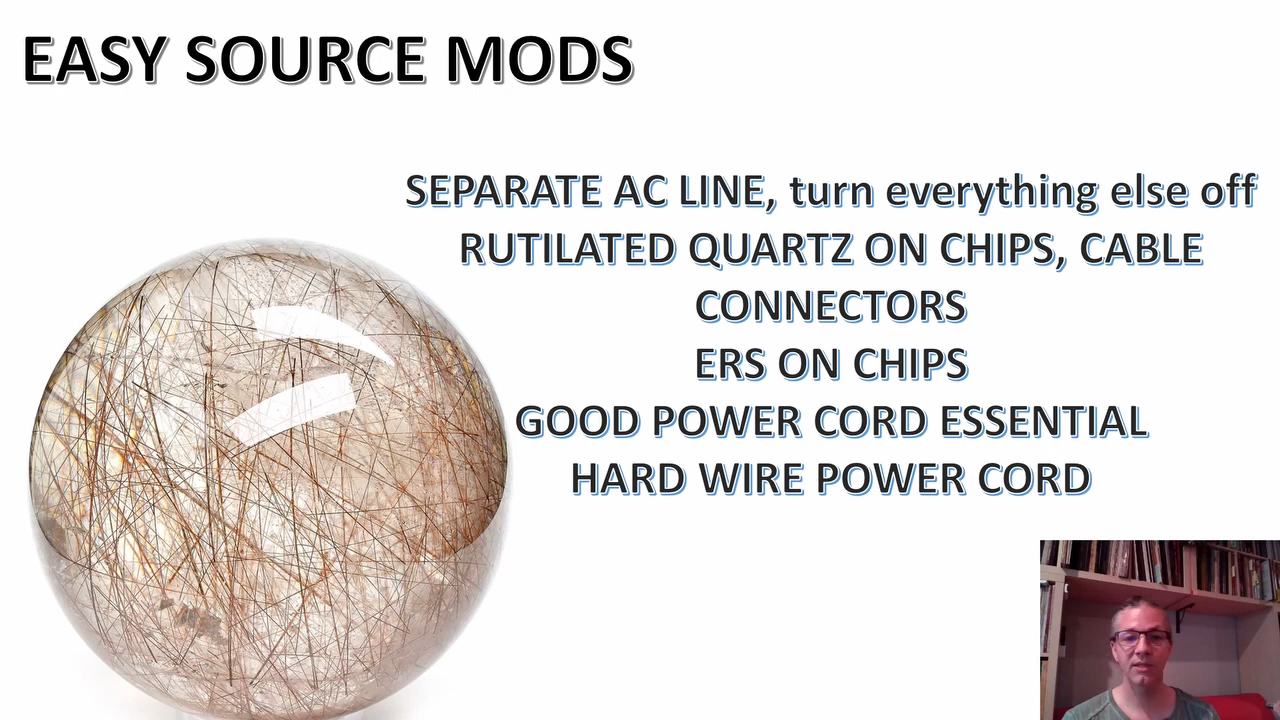 EASY SOURCE MODS
SEPARATE AC LINE, turn everything else off
RUTILATED QUARTZ ON CHIPS, CABLE
CONNECTORS
ERS ON CHIPS
GOOD POWER CORD ESSENTIAL
HARD WIRE POWER CORD